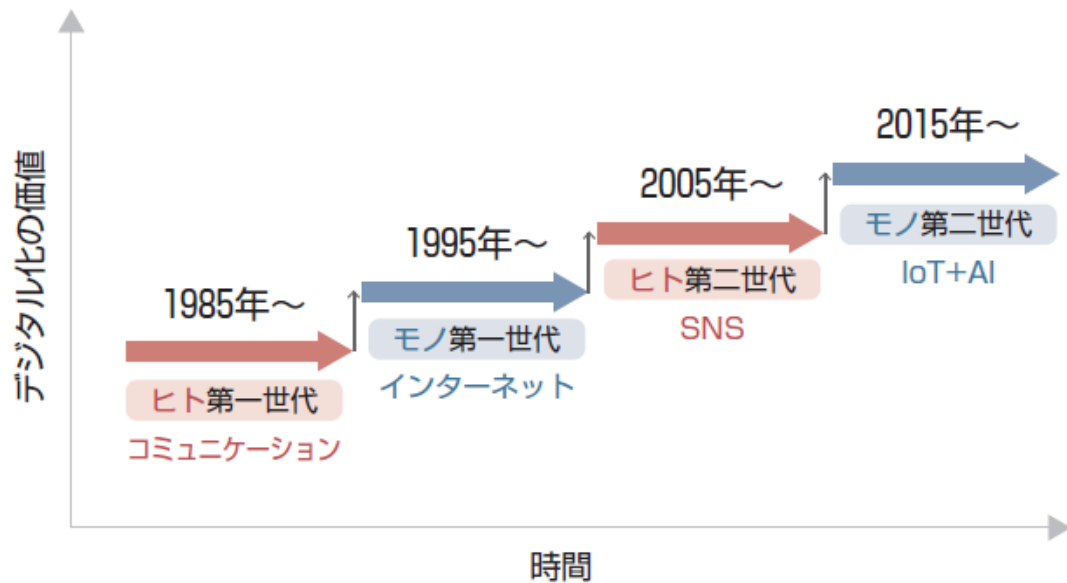 デジタル化の価値
1985年～
ヒト第一世代
コミュニケーション
1995年～
モノ第一世代
インターネット
2005年～
ヒト第二世代
SNS
2015年～
モノ第二世代
IoT+AI
時間